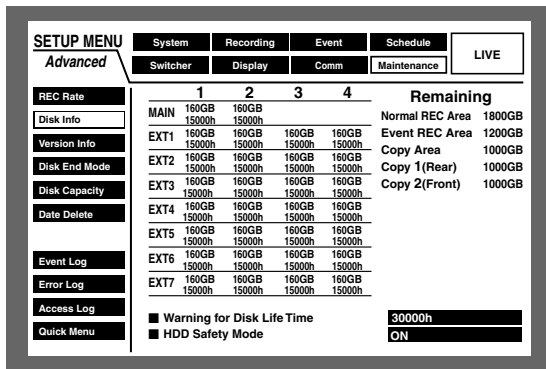 SETUP MENU
Advanced
System Recording Event Schedule
LIVE
Switcher Display Comm Maintenance
REC Rate
Disk Info
Version Info
Disk End Mode
Disk Capacity
Date Delete
Event Log
Error Log
Access Log
Quick Menu
1 2 3 4
MAIN 160GB 160GB
15000h 15000h
EXT1 160GB 160GB 160GB 160GB
15000h 15000h 15000h 15000h
EXT2 160GB 160GB 160GB 160GB
15000h 15000h 15000h 15000h
EXT3 160GB 160GB 160GB 160GB
15000h 15000h 15000h 15000h
EXT4 160GB 160GB 160GB 160GB
15000h 15000h 15000h 15000h
EXT5 160GB 160GB 160GB 160GB
15000h 15000h 15000h 15000h
EXT6 160GB 160GB 160GB 160GB
15000h 15000h 15000h 15000h
EXT7 160GB 160GB 160GB 160GB
15000h 15000h 15000h 15000h
Remaining
Normal REC Area 1800GB
Event REC Area 1200GB
Copy Area 1000GB
Copy 1(Rear) 1000GB
Copy 2(Front) 1000GB
■ Warning for Disk Life Time 30000h
■ HDD Safety Mode ON